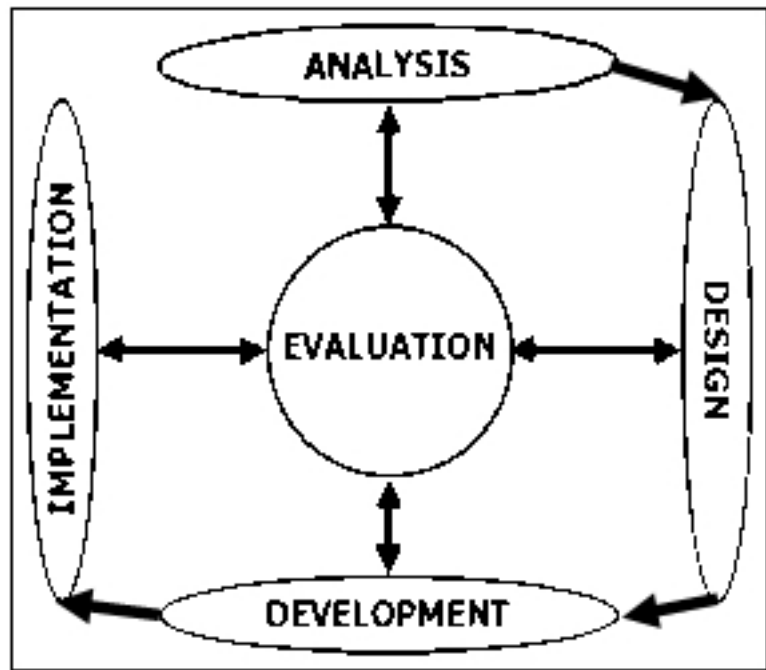 ANALYSIS
IMPLEMENTATION
EVALUATION
DESIGN
DEVELOPMENT